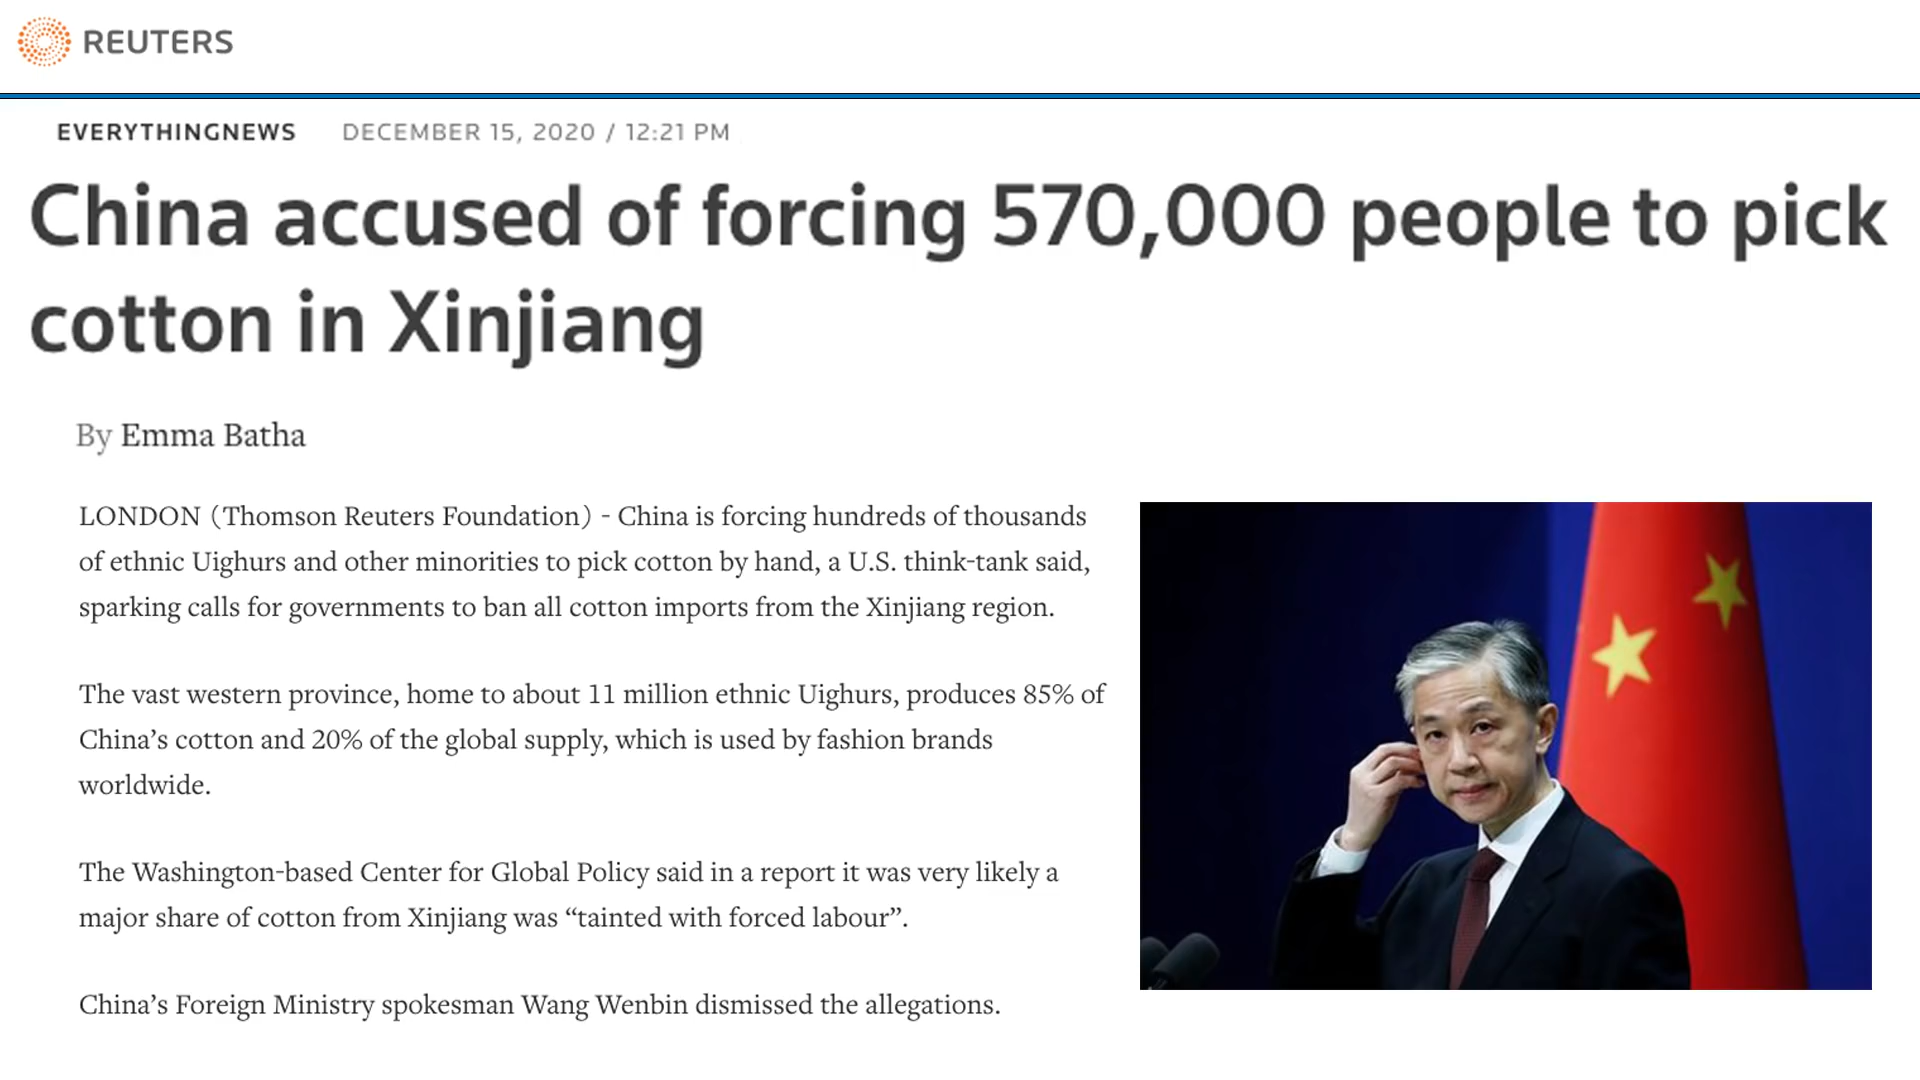 REUTERS
EVERYTHINGNEWS DECEMBER 15, 2020 / 12:21 PM
China accused of forcing 570,000 people to pick
cotton in Xinjiang
By Emma Batha
LONDON (Thomson Reuters Foundation) - China is forcing hundreds of thousands
of ethnic Uighurs and other minorities to pick cotton by hand, a U.S. think-tank said,
sparking calls for governments to ban all cotton imports from the Xinjiang region.
The vast western province, home to about 11 million ethnic Uighurs, produces 85% of
China’s cotton and 20% of the global supply, which is used by fashion brands
worldwide.
The Washington-based Center for Global Policy said in a report it was very likely a
major share of cotton from Xinjiang was “tainted with forced labour”.
China’s Foreign Ministry spokesman Wang Wenbin dismissed the allegations.